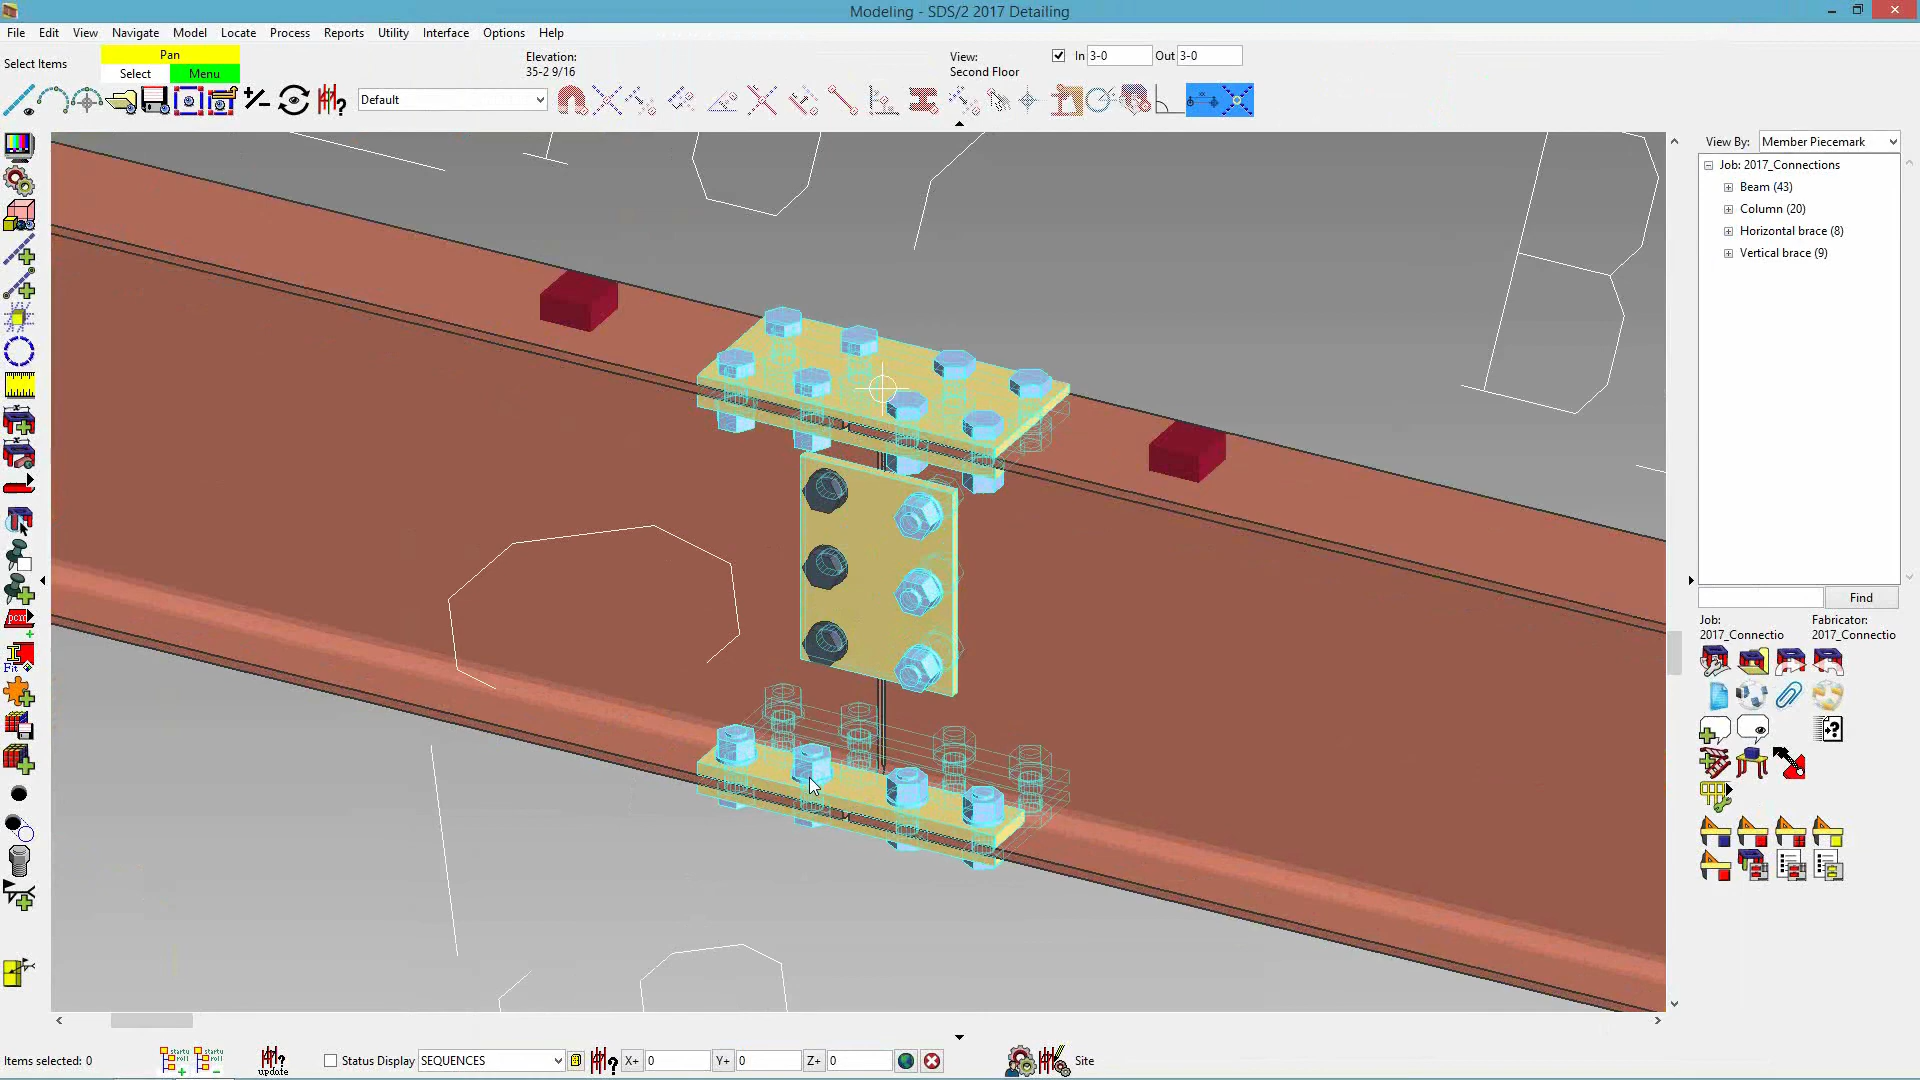 Modeling - SDS/2 2017 Detailing
File Edit View Navigate Model Locate Process Reports Utility Interface Options Help
Select Items
Pan
Select Menu
Elevation:
35-2 9/16
View:
Second Floor
In 3-0 Out 3-0
Default
View By: Member Piecemark
Job: 2017_Connections
Beam (43)
Column (20)
Horizontal brace (8)
Vertical brace (9)
Find
Job:
2017_Connectio
Fabricator:
2017_Connectio
pcm
Fit
Items selected: 0
update
Status Display SEQUENCES
X+ 0 Y+ 0 Z+ 0
Site